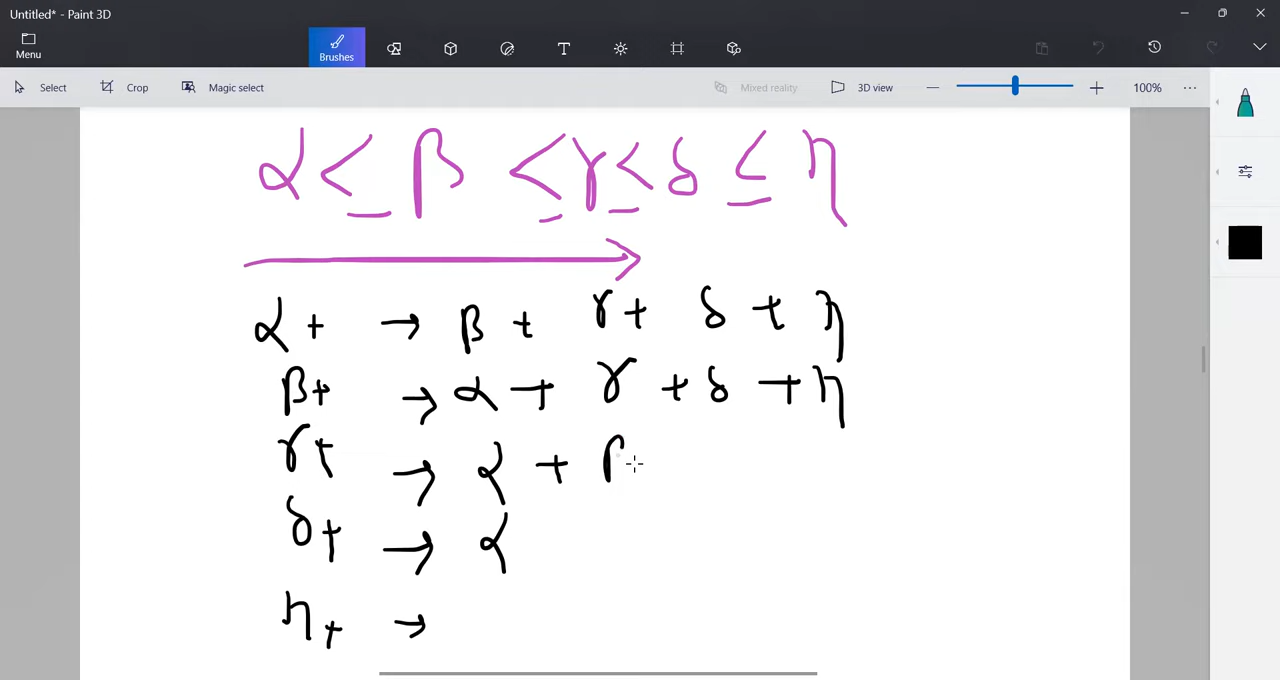 Untitled* - Paint 3D
Menu
Brushes
Select Crop Magic select Mixed reality 3D view 100%
α ≤ β ≤ γ ≤ δ ≤ η
α+ → β + γ + δ + η
β+ → α + γ + δ + η
γ+ → α +
δ+ → α
η+ →